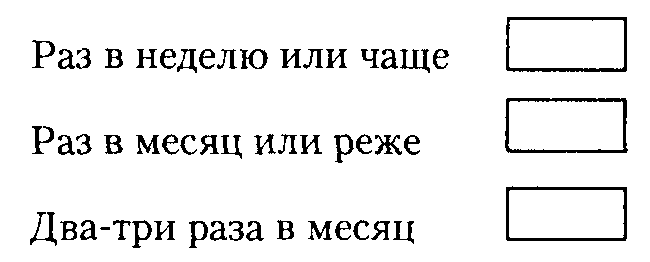 Раз в неделю или чаще
Раз в месяц или реже
Два-три раза в месяц